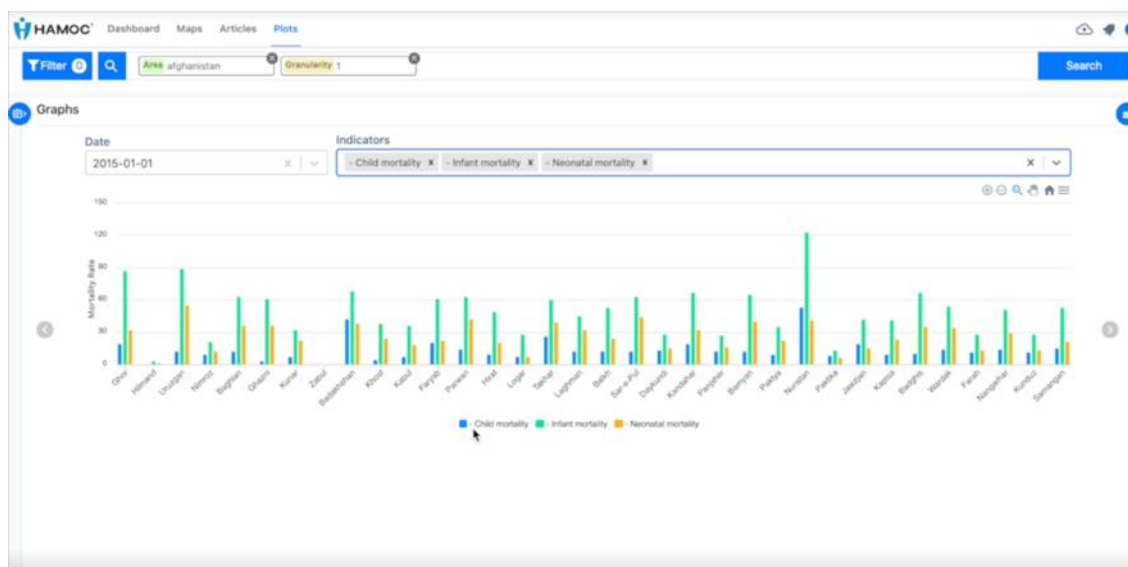 HAMOC Dashboard Maps Articles Plots
Filter 0 Area afghanistan Granularity 1 Search
Graphs
Date Indicators
2015-01-01 - Child mortality - Infant mortality - Neonatal mortality
150
120
90
60
30
0
Mortality Rate
Ghor Hilmand Uruzgan Nimroz Baghlan Ghazni Kunar Zabul Badakhshan Khost Kabul Faryab Parwan Hirat Logar Takhar Laghman Balkh Sar-e Pul Daykundi Kandahar Panjsher Bamyan Paktya Nuristan Paktika Jawzjan Kapisa Badghis Wardak Farah Nangarhar Kunduz Samangan
- Child mortality - Infant mortality - Neonatal mortality